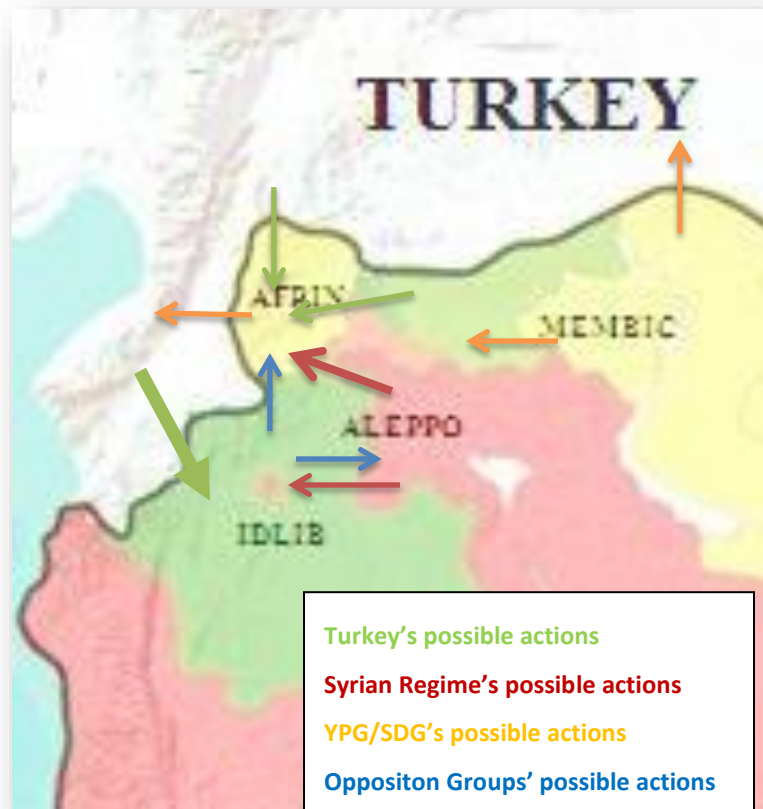 TURKEY
AFRIN
MEMBIC
ALEPPO
IDLIB
Turkey's possible actions
Syrian Regime's possible actions
YPG/SDG's possible actions
Oppositon Groups' possible actions